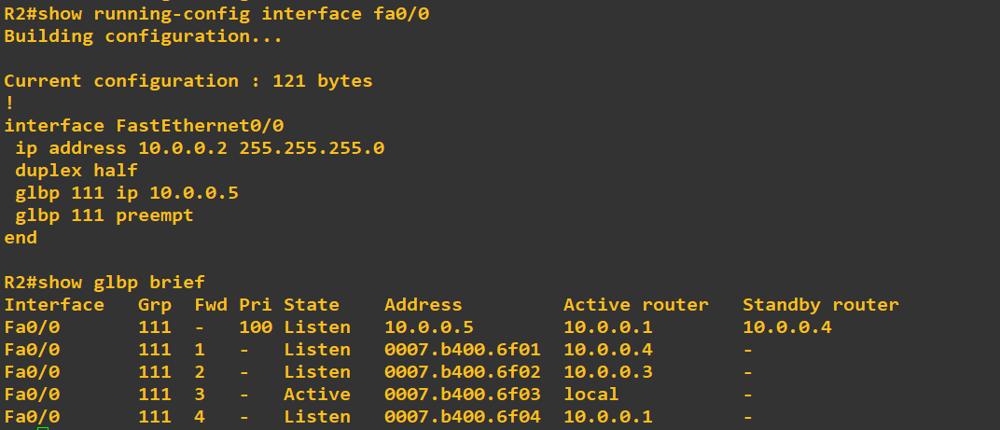 R2#show running-config interface fa0/0
Building configuration...

Current configuration : 121 bytes
!
interface FastEthernet0/0
 ip address 10.0.0.2 255.255.255.0
 duplex half
 glbp 111 ip 10.0.0.5
 glbp 111 preempt
end

R2#show glbp brief
Interface   Grp  Fwd Pri State    Address         Active router   Standby router
Fa0/0       111  -   100 Listen   10.0.0.5        10.0.0.1        10.0.0.4
Fa0/0       111  1   -   Listen   0007.b400.6f01  10.0.0.4        -
Fa0/0       111  2   -   Listen   0007.b400.6f02  10.0.0.3        -
Fa0/0       111  3   -   Active   0007.b400.6f03  local           -
Fa0/0       111  4   -   Listen   0007.b400.6f04  10.0.0.1        -